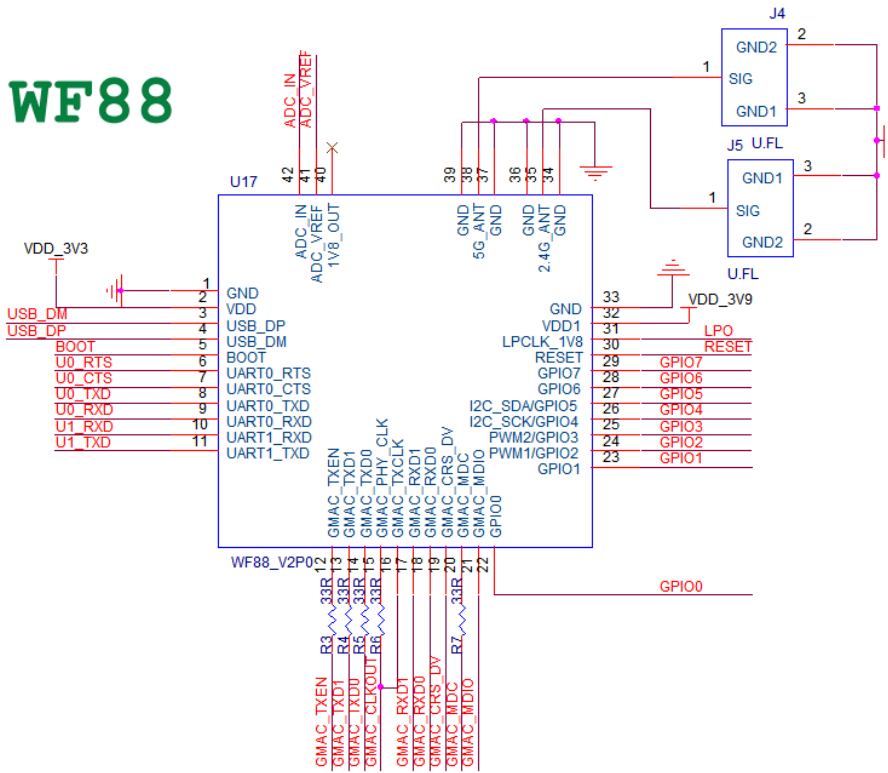 WF88
ADC_IN
ADC_VREF
42
41
40
39
38
37
36
35
34
J4
GND2 2
1 SIG
GND1 3
U.FL
J5
GND1 3
1 SIG
GND2 2
U.FL
U17
ADC_IN
ADC_VREF
1V8_OUT
GND
5G_ANT
GND
GND
2.4G_ANT
GND
VDD_3V3
1 GND
2 VDD
USB_DM 3 USB_DP
USB_DP 4 USB_DM
BOOT 5 BOOT
U0_RTS 6 UART0_RTS
U0_CTS 7 UART0_CTS
U0_TXD 8 UART0_TXD
U0_RXD 9 UART0_RXD
U1_RXD 10 UART1_RXD
U1_TXD 11 UART1_TXD
GND 33
VDD1 32 VDD_3V9
LPCLK_1V8 31 LPO
RESET 30 RESET
GPIO7 29 GPIO7
GPIO6 28 GPIO6
I2C_SDA/GPIO5 27 GPIO5
I2C_SCK/GPIO4 26 GPIO4
PWM2/GPIO3 25 GPIO3
PWM1/GPIO2 24 GPIO2
GPIO1 23 GPIO1
GMAC_TXEN
GMAC_TXD1
GMAC_TXD0
GMAC_PHY_CLK
GMAC_TXCLK
GMAC_RXD1
GMAC_RXD0
GMAC_CRS_DV
GMAC_MDC
GMAC_MDIO
GPIO0
WF88_V2P0
12
13
14
15
16
17
18
19
20
21
22
GPIO0
R3 33R
R4 33R
R5 33R
R6 33R
R7 33R
GMAC_TXEN
GMAC_TXD1
GMAC_TXD0
GMAC_CLKOUT
GMAC_RXD1
GMAC_RXD0
GMAC_CRS_DV
GMAC_MDC
GMAC_MDIO